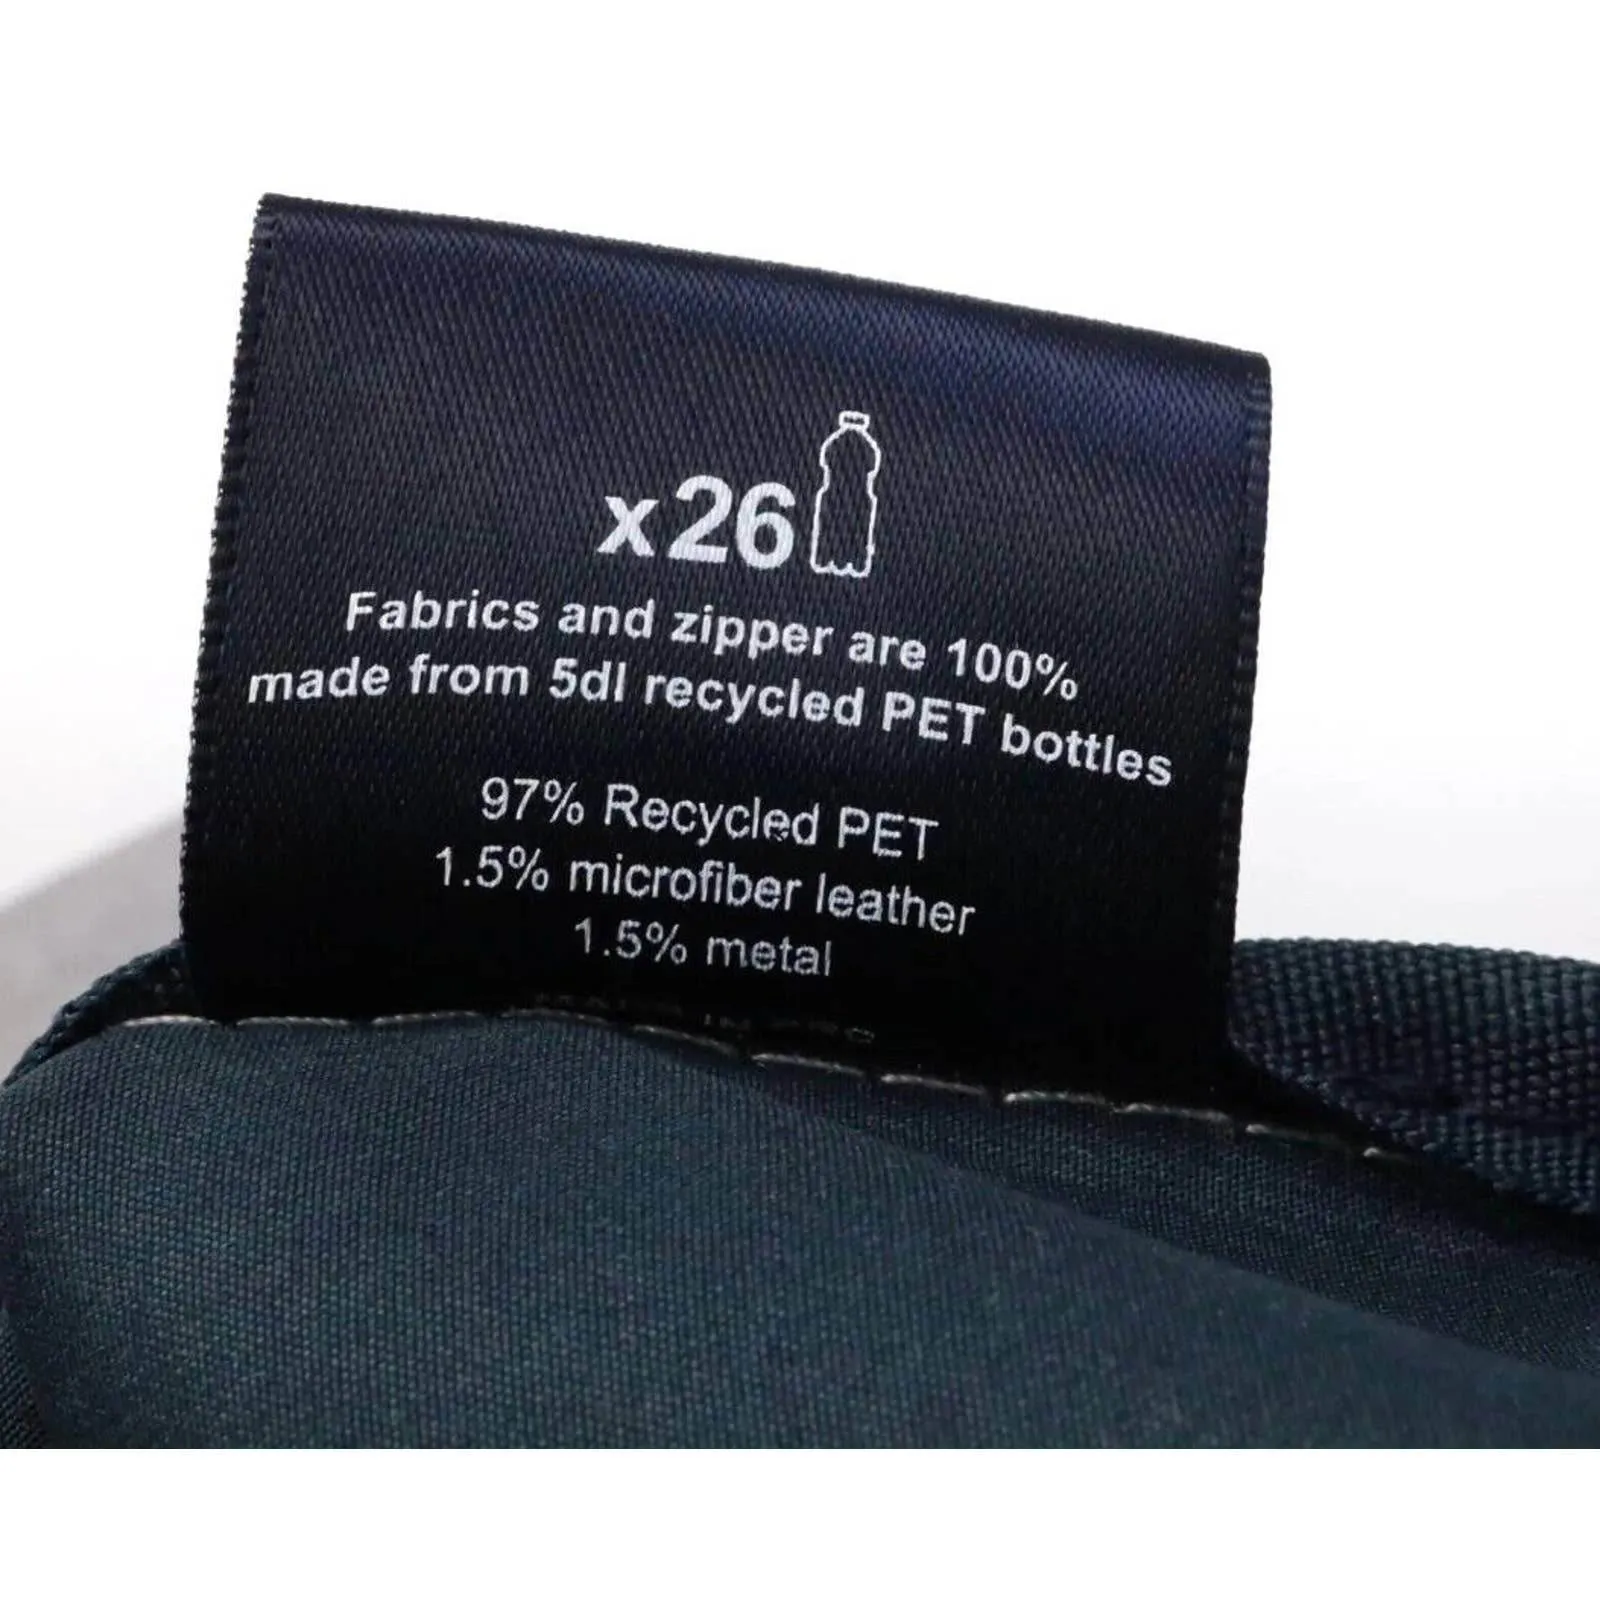 x26
Fabrics and zipper are 100%
made from 5dl recycled PET bottles
97% Recycled PET
1.5% microfiber leather
1.5% metal